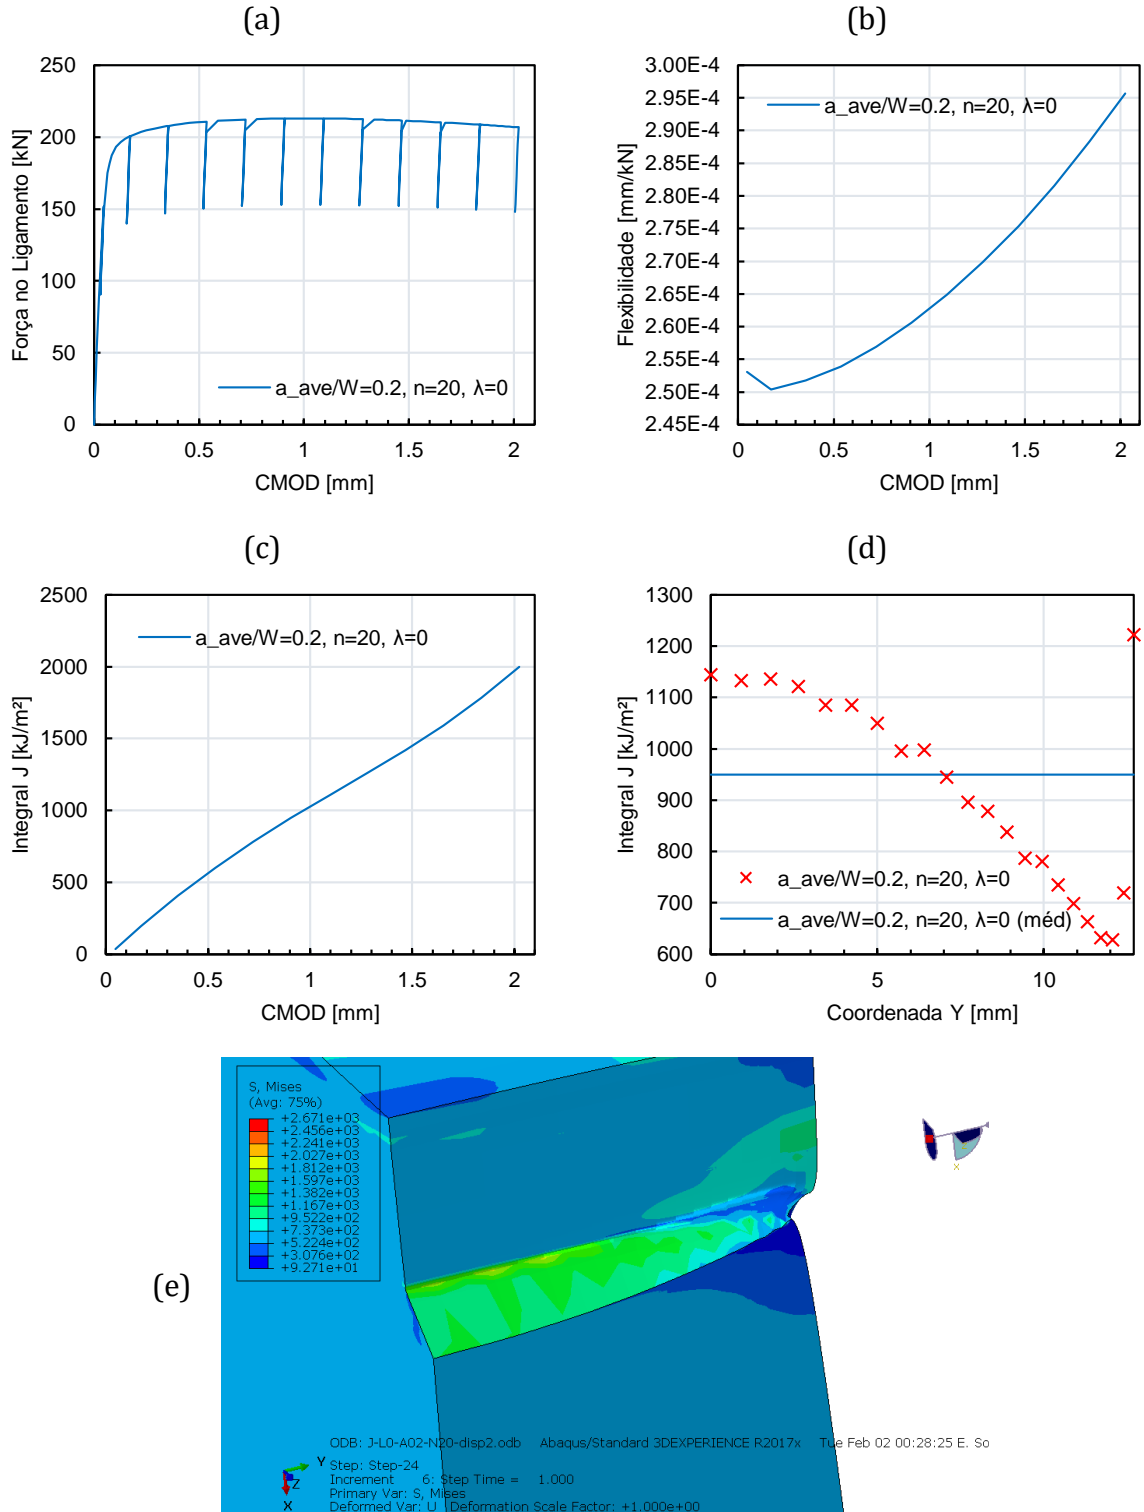 (a)
250
200
150
100
50
0
0
0.5
1
1.5
2
Força no Ligamento [kN]
CMOD [mm]
a_ave/W=0.2, n=20, λ=0
(b)
3.00E-4
2.95E-4
2.90E-4
2.85E-4
2.80E-4
2.75E-4
2.70E-4
2.65E-4
2.60E-4
2.55E-4
2.50E-4
2.45E-4
0
0.5
1
1.5
2
Flexibilidade [mm/kN]
CMOD [mm]
a_ave/W=0.2, n=20, λ=0
(c)
2500
2000
1500
1000
500
0
0
0.5
1
1.5
2
Integral J [kJ/m²]
CMOD [mm]
a_ave/W=0.2, n=20, λ=0
(d)
1300
1200
1100
1000
900
800
700
600
0
5
10
Integral J [kJ/m²]
Coordenada Y [mm]
a_ave/W=0.2, n=20, λ=0
a_ave/W=0.2, n=20, λ=0 (méd)
(e)
S, Mises
(Avg: 75%)
+2.671e+03
+2.456e+03
+2.241e+03
+2.027e+03
+1.812e+03
+1.597e+03
+1.382e+03
+1.167e+03
+9.522e+02
+7.373e+02
+5.224e+02
+3.076e+02
+9.271e+01
X
ODB: J-L0-A02-N20-disp2.odb Abaqus/Standard 3DEXPERIENCE R2017x Tue Feb 02 00:28:25 E. So
Y
Z
X
Step: Step-24
Increment 6: Step Time = 1.000
Primary Var: S, Mises
Deformed Var: U Deformation Scale Factor: +1.000e+00